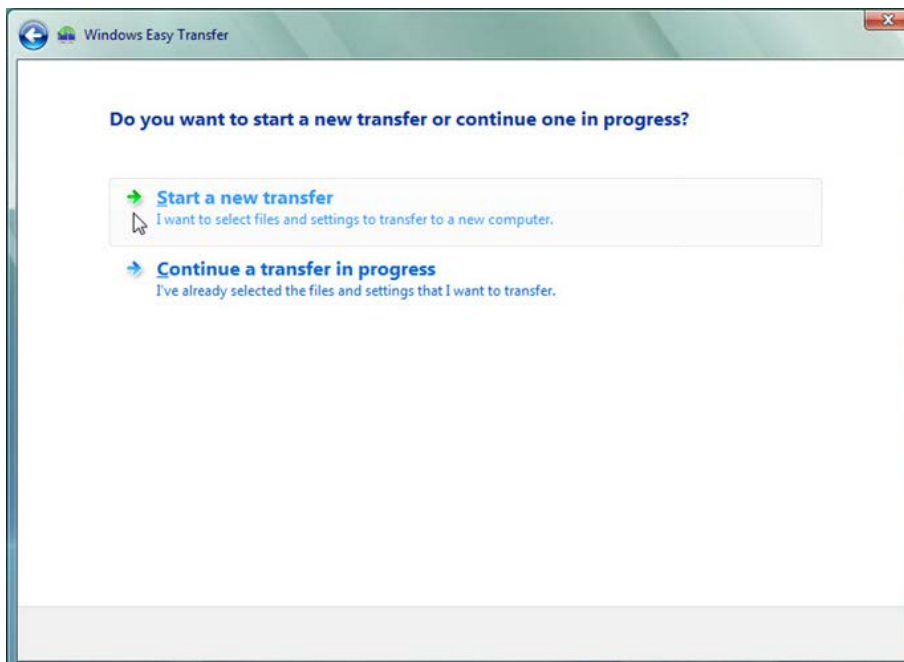 Windows Easy Transfer
Do you want to start a new transfer or continue one in progress?
Start a new transfer
I want to select files and settings to transfer to a new computer.
Continue a transfer in progress
I've already selected the files and settings that I want to transfer.